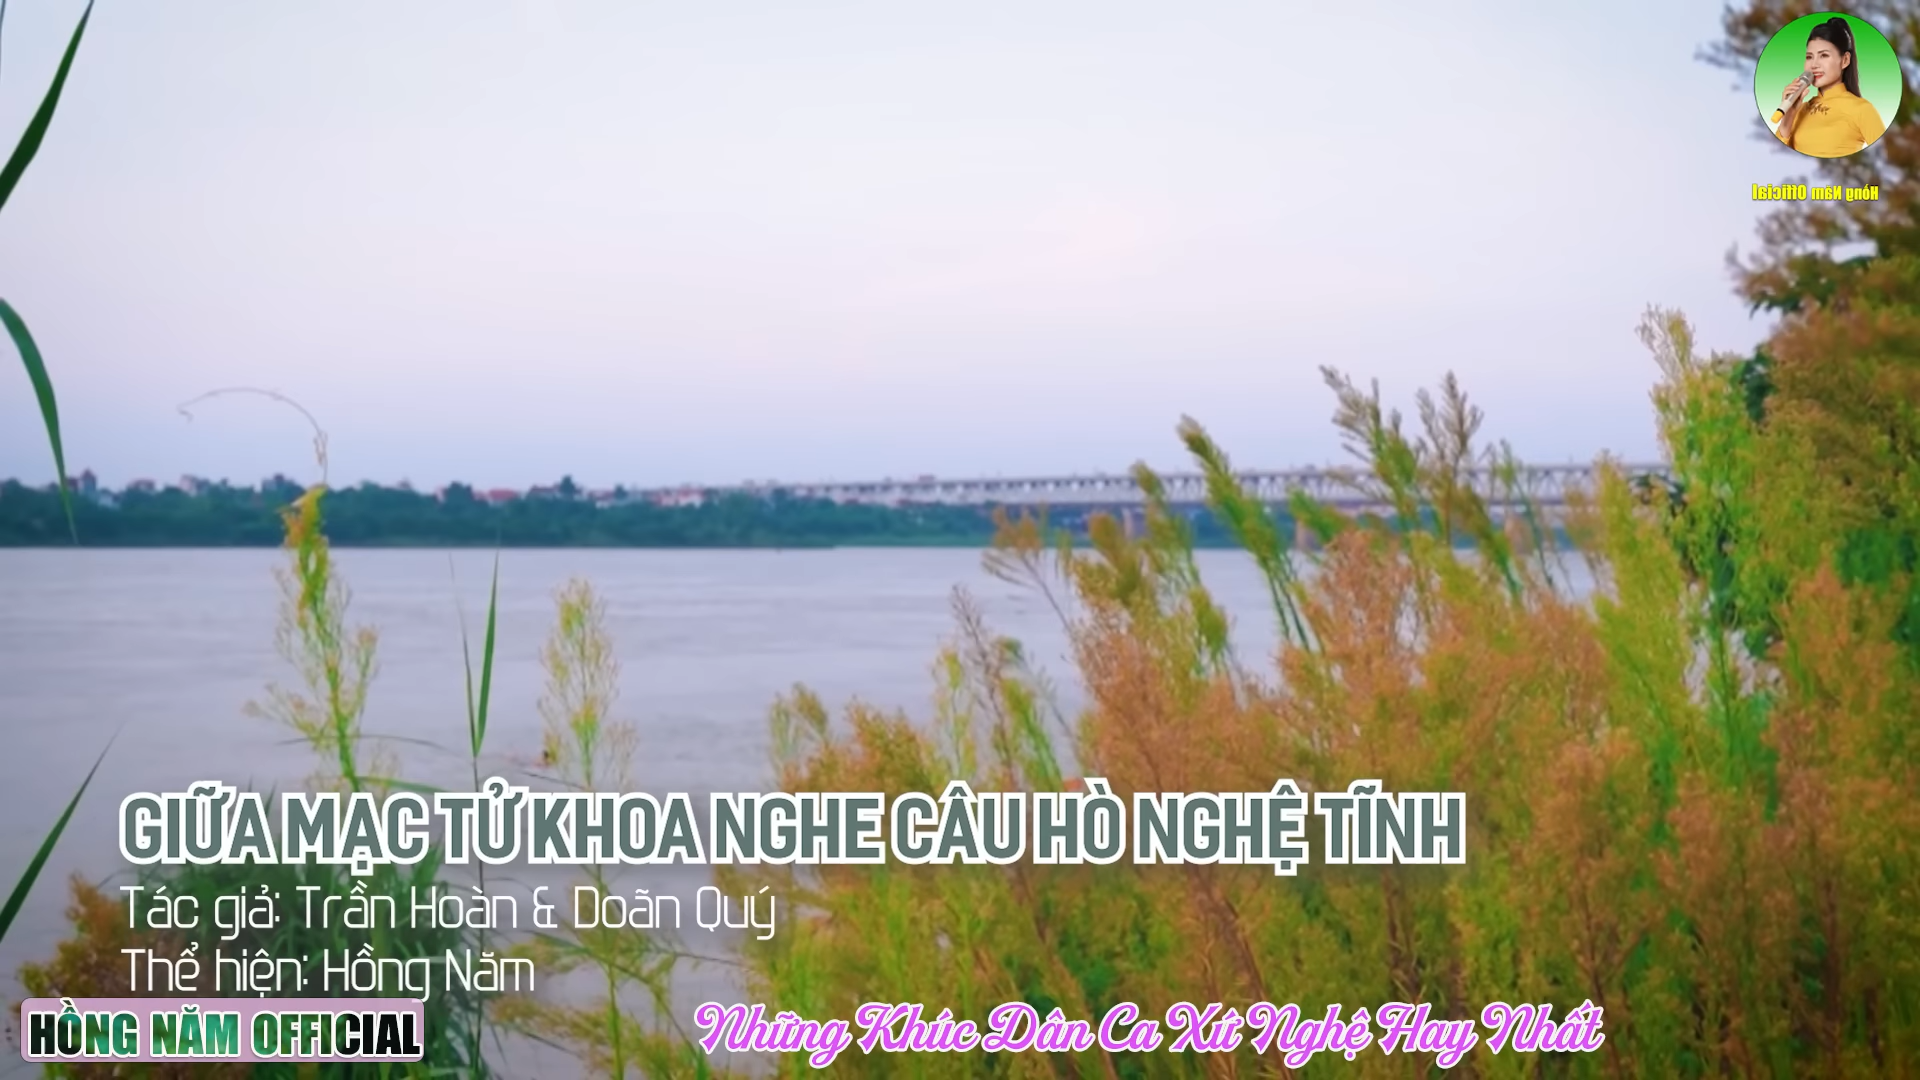 Hồng Năm Official
GIỮA MẠC TỬ KHOA NGHE CÂU HÒ NGHỆ TĨNH
Tác giả: Trần Hoàn & Doãn Quý
Thể hiện: Hồng Năm
HỒNG NĂM OFFICIAL
Những Khúc Dân Ca Xứ Nghệ Hay Nhất